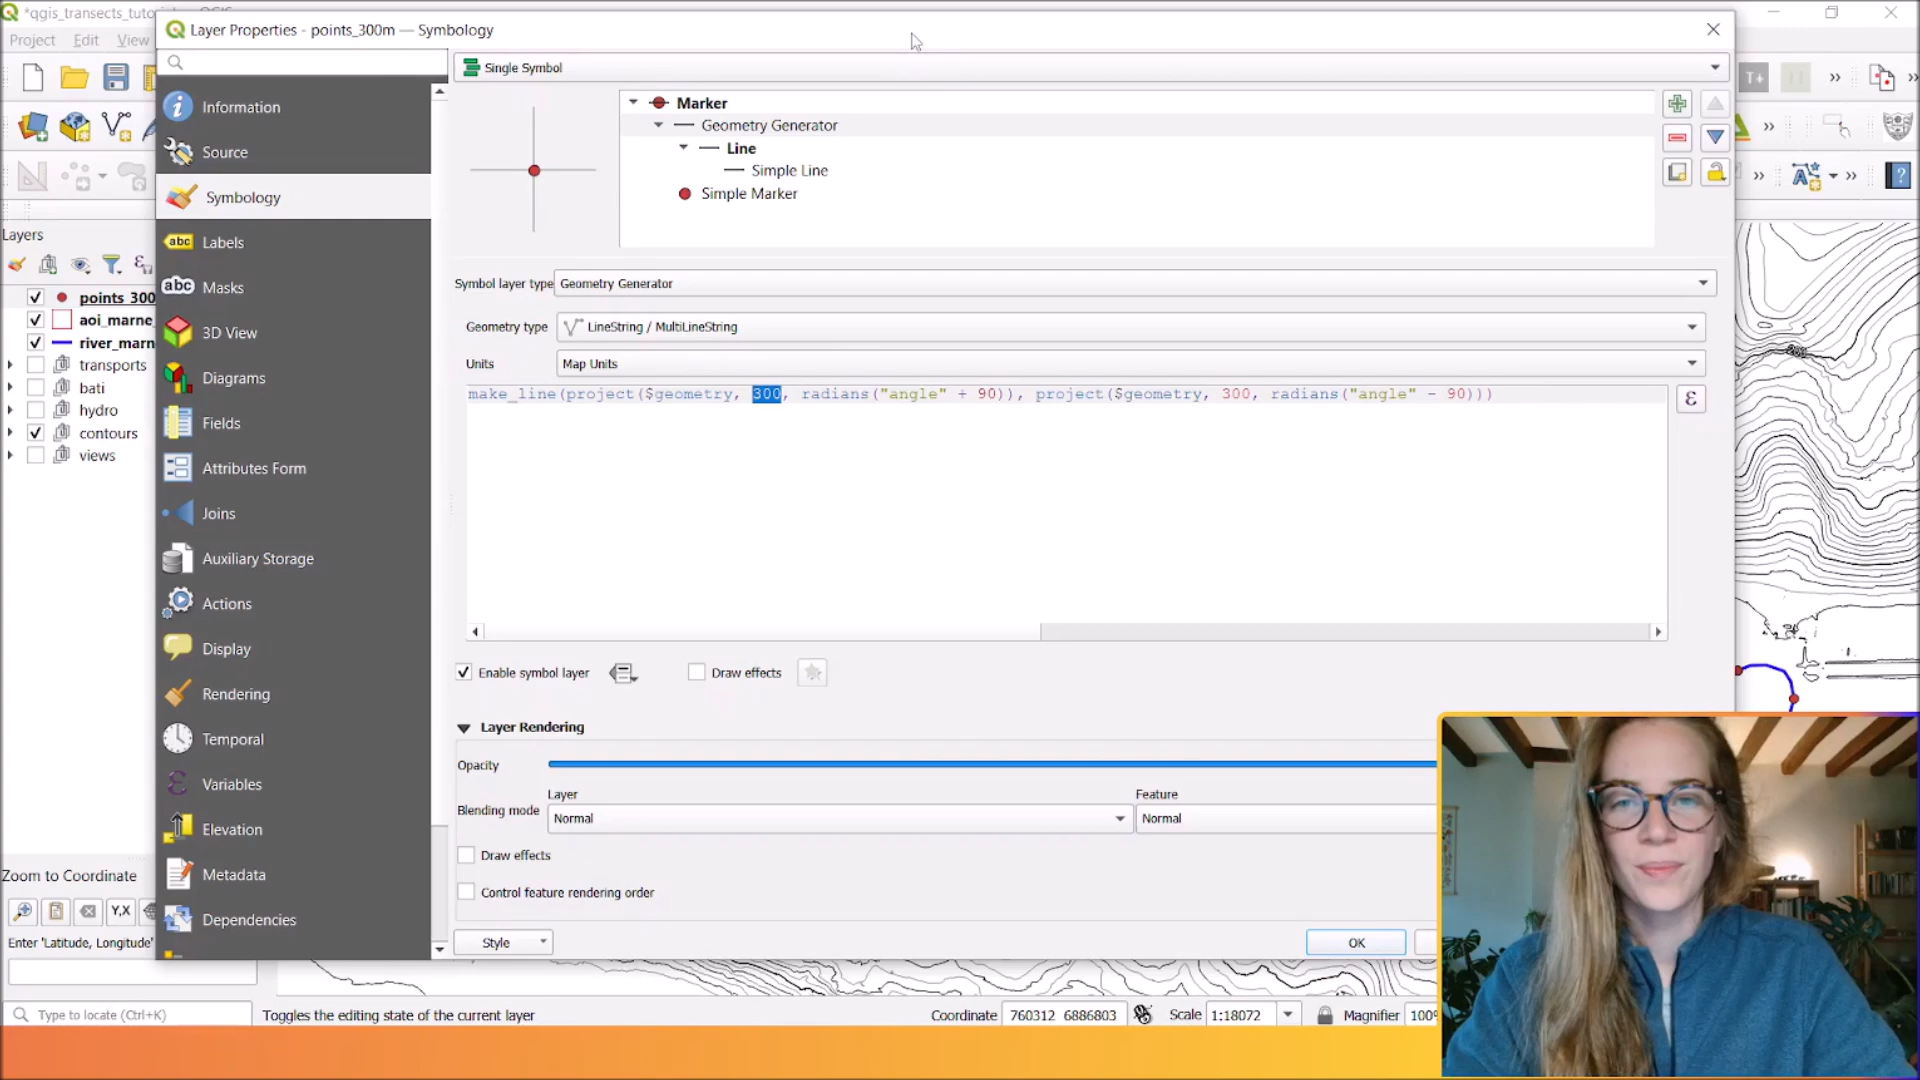 *qgis_transects_tuto
Layer Properties - points_300m — Symbology
Project Edit View
Single Symbol
Information
Source
Symbology
Labels
Masks
3D View
Diagrams
Fields
Attributes Form
Joins
Auxiliary Storage
Actions
Display
Rendering
Temporal
Variables
Elevation
Metadata
Dependencies
Marker
Geometry Generator
Line
Simple Line
Simple Marker
Symbol layer type Geometry Generator
Geometry type LineString / MultiLineString
Units Map Units
make_line(project($geometry, 300, radians("angle" + 90)), project($geometry, 300, radians("angle" - 90)))
ε
Enable symbol layer
Draw effects
Layer Rendering
Opacity
Layer
Feature
Blending mode Normal
Normal
Draw effects
Control feature rendering order
Style
OK
Layers
points_300
aoi_marne_
river_marn
transports
bati
hydro
contours
views
Zoom to Coordinate
Y,X
Enter 'Latitude, Longitude'
Type to locate (Ctrl+K)
Toggles the editing state of the current layer
Coordinate 760312 6886803
Scale 1:18072
Magnifier 100%